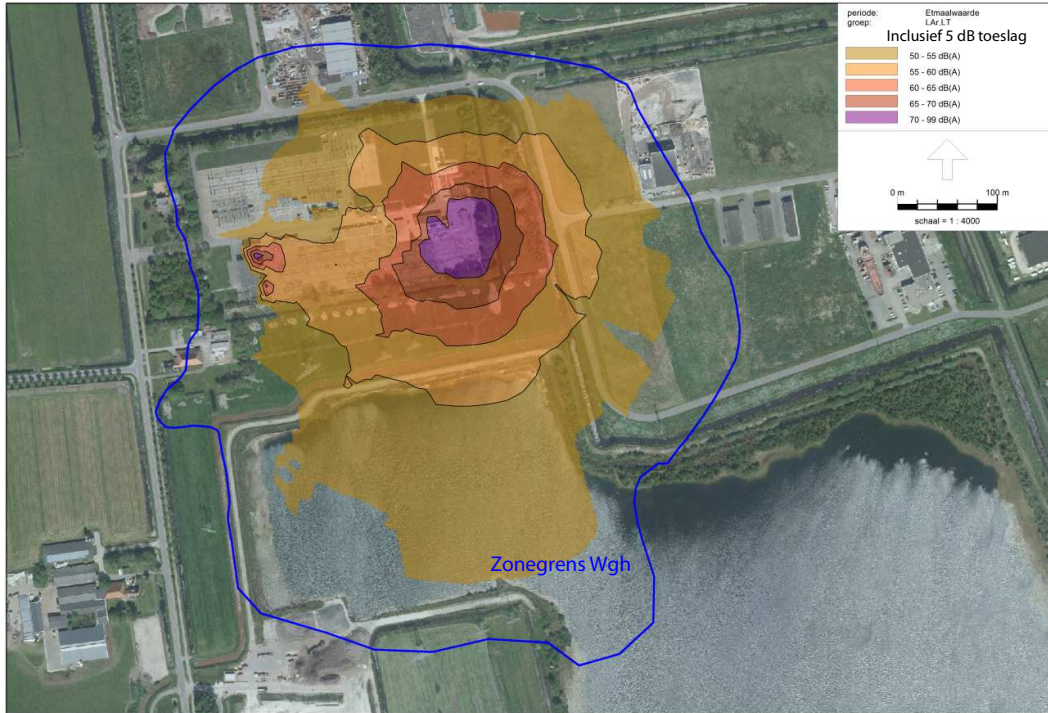 periode: Etmaalwaarde
groep: LAr.LT
Inclusief 5 dB toeslag
50 - 55 dB(A)
55 - 60 dB(A)
60 - 65 dB(A)
65 - 70 dB(A)
70 - 99 dB(A)
0 m 100 m
schaal = 1 : 4000
Zonegrens Wgh